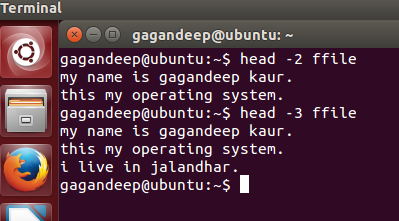 Terminal
gagandeep@ubuntu: ~
gagandeep@ubuntu:~$ head -2 ffile
my name is gagandeep kaur.
this my operating system.
gagandeep@ubuntu:~$ head -3 ffile
my name is gagandeep kaur.
this my operating system.
i live in jalandhar.
gagandeep@ubuntu:~$